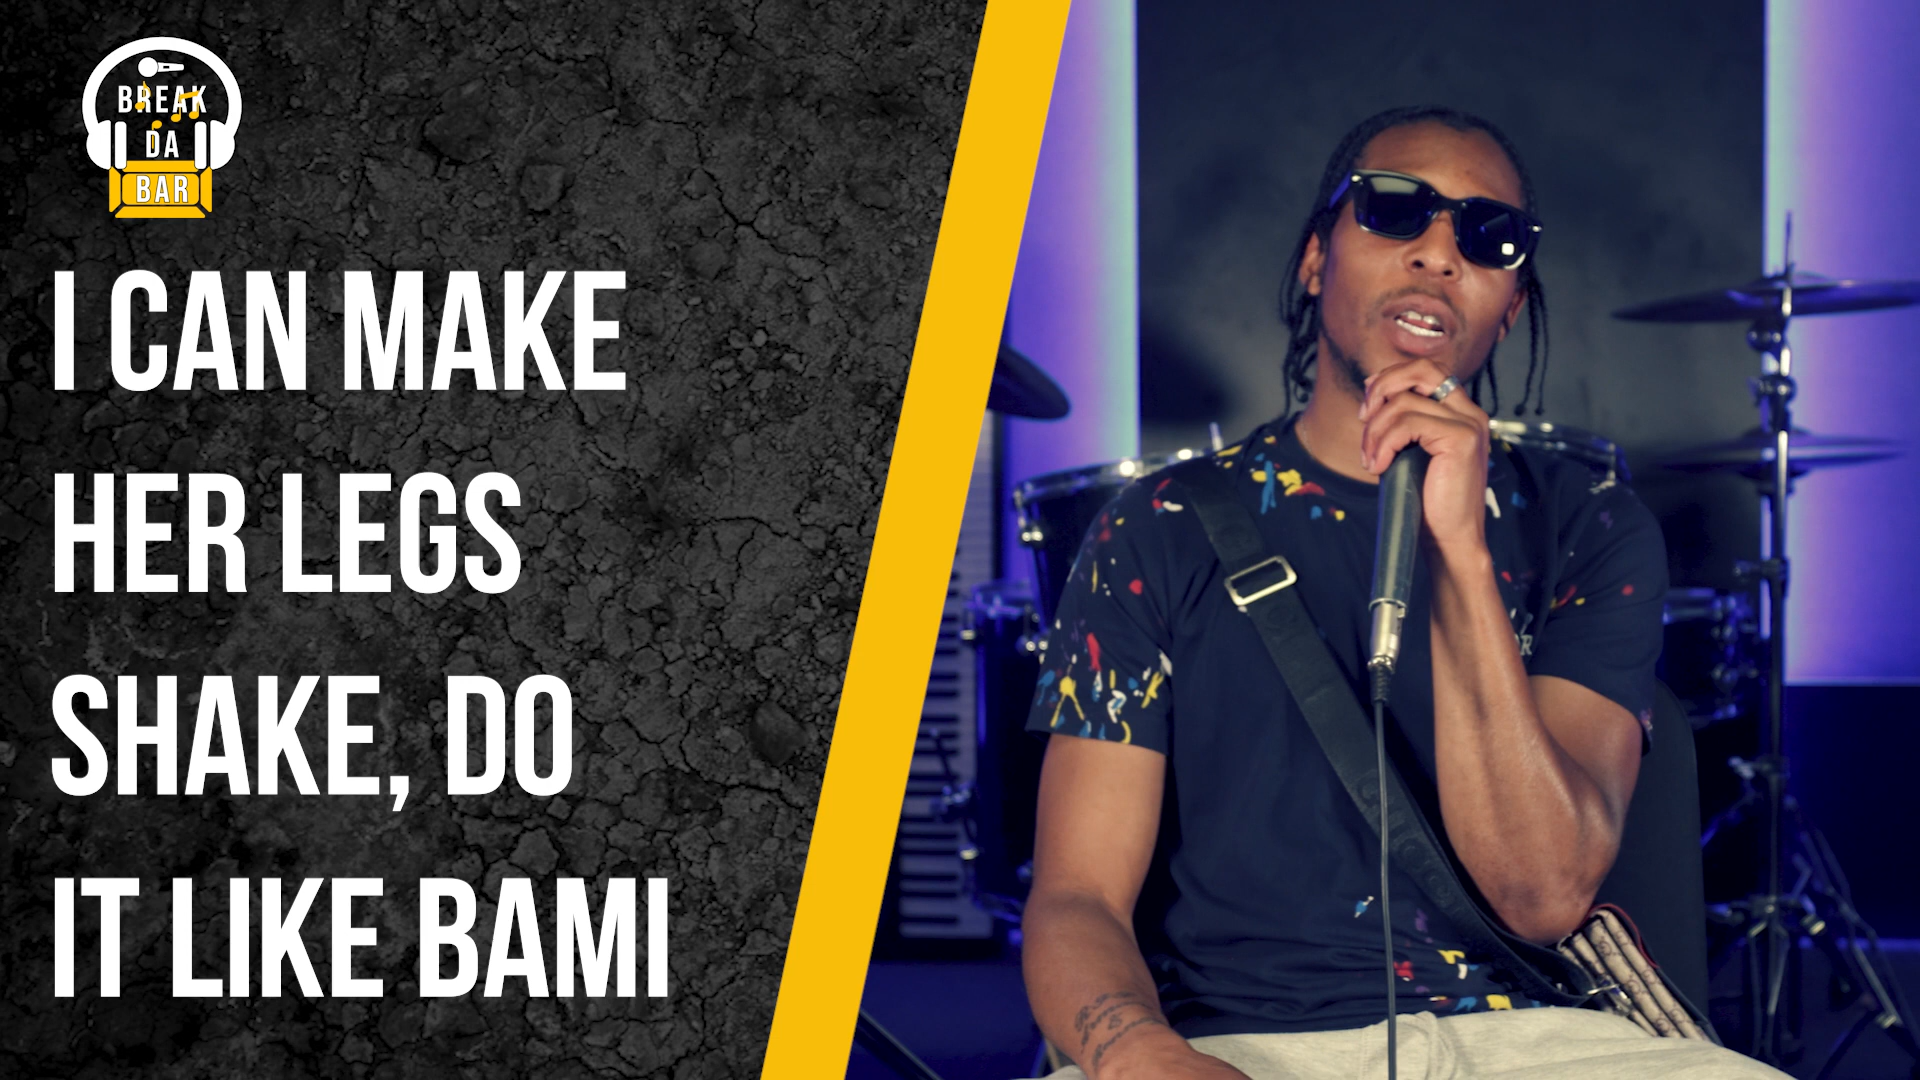 BREAK
DA
BAR
I CAN MAKE
HER LEGS
SHAKE, DO
IT LIKE BAMI